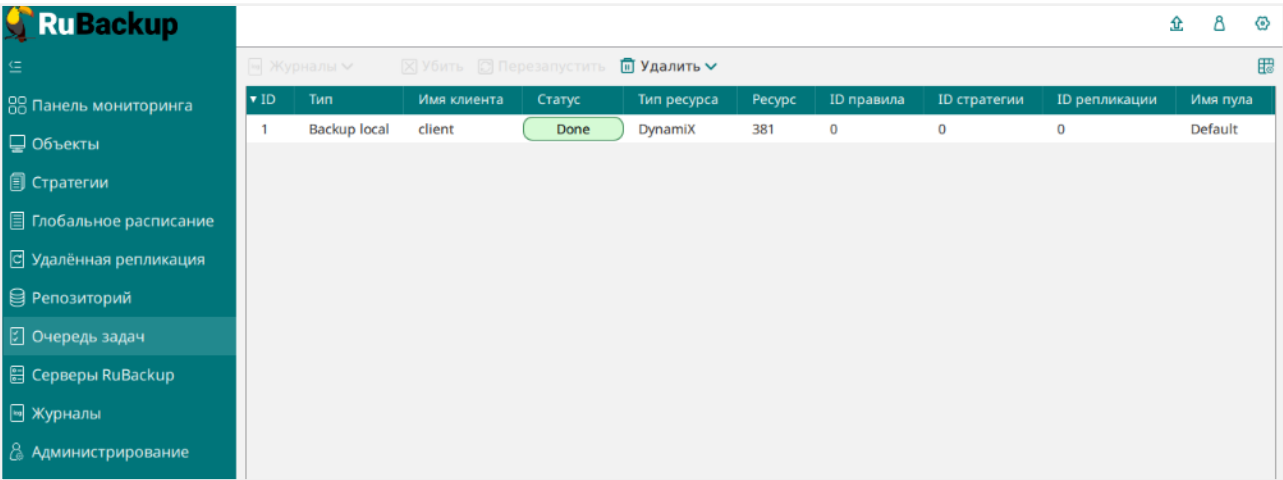 RuBackup
Журналы Убить Перезапустить Удалить
Панель мониторинга
Объекты
Стратегии
Глобальное расписание
Удалённая репликация
Репозиторий
Очередь задач
Серверы RuBackup
Журналы
Администрирование
ID Тип Имя клиента Статус Тип ресурса Ресурс ID правила ID стратегии ID репликации Имя пула
1 Backup local client Done DynamiX 381 0 0 0 Default